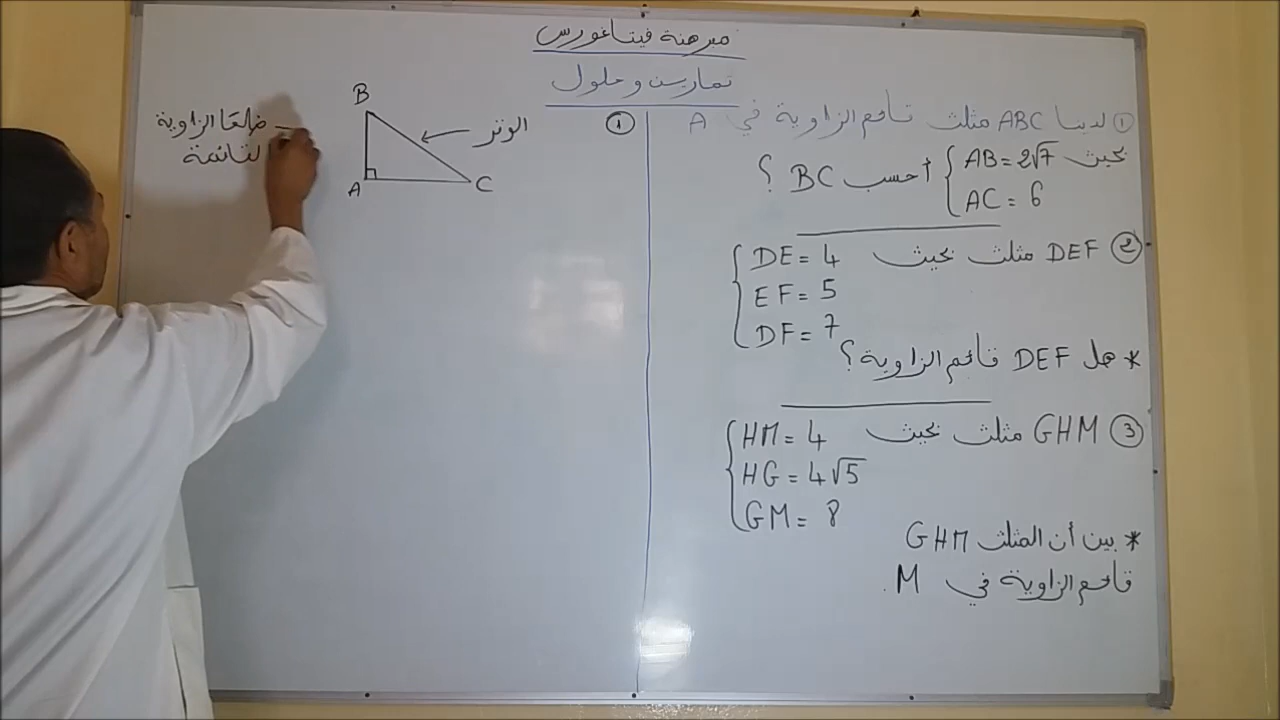 مبرهنة فيتاغورس
تمارين وحلول
① لدينا ABC مثلث قائم الزاوية في A
بحيث { AB = 2√7
AC = 6
أحسب BC ؟
② DEF مثلث بحيث
{ DE = 4
EF = 5
DF = 7
* هل DEF قائم الزاوية ؟
③ GHM مثلث بحيث
{ HM = 4
HG = 4√5
GM = 8
* بين أن المثلث GHM
قائم الزاوية في M.
①
B
A
C
الوتر
ضلعا الزاوية
القائمة